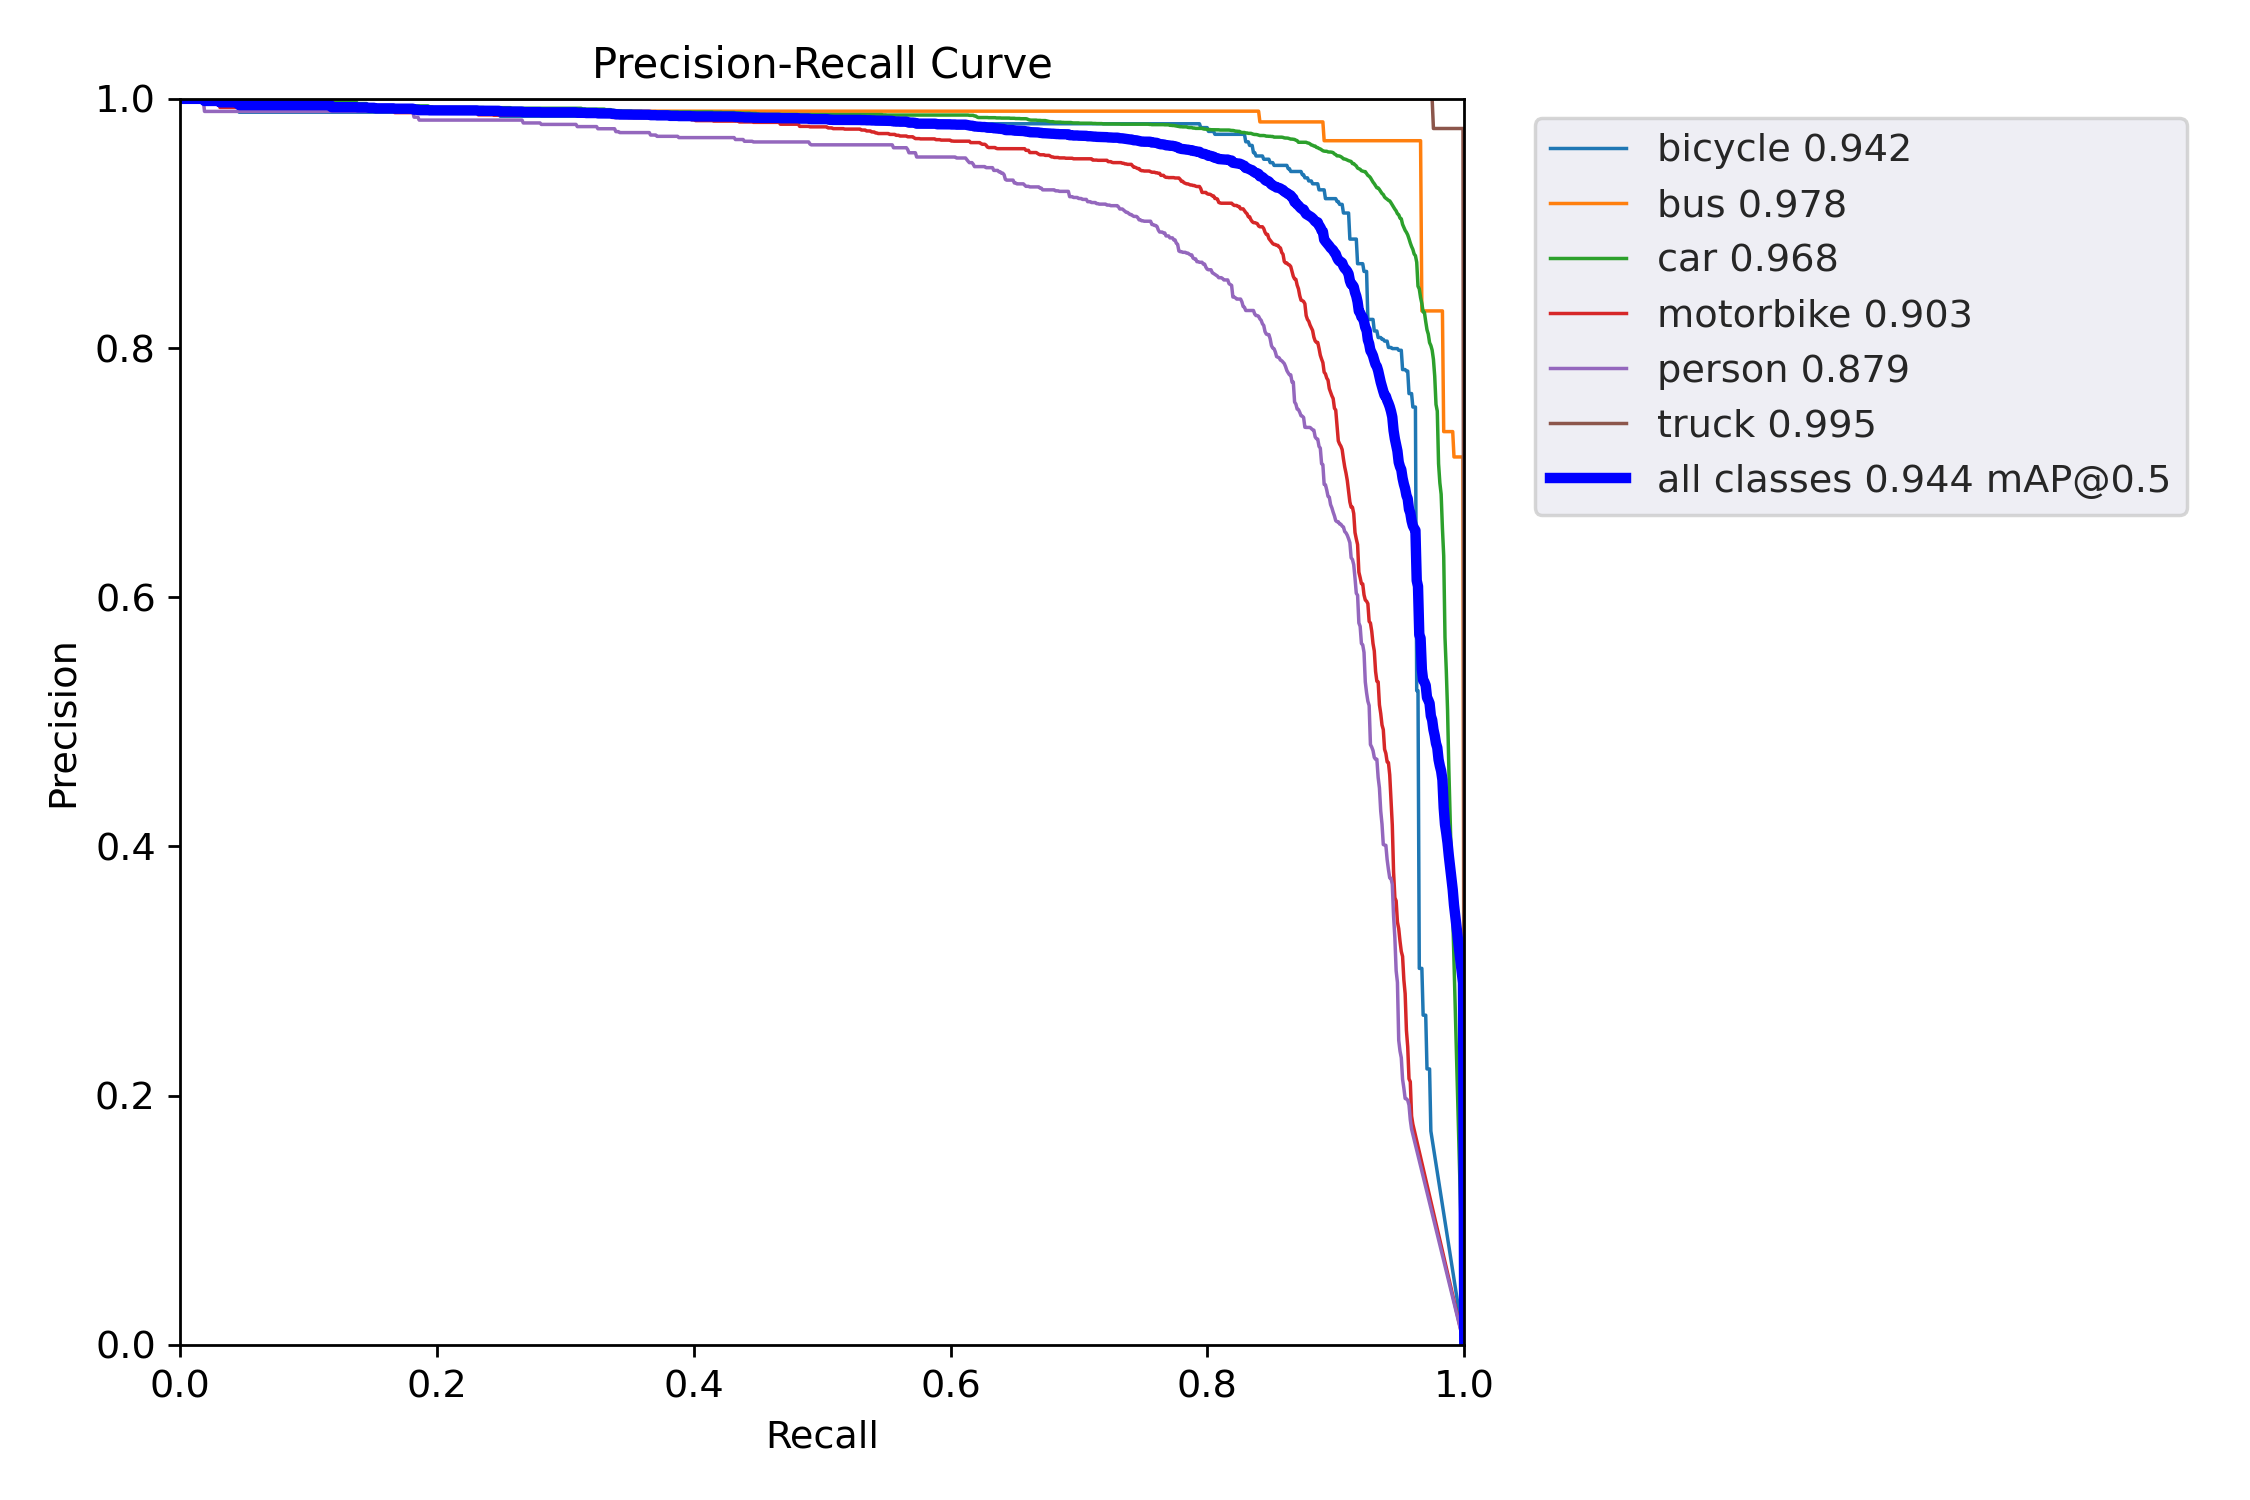 Precision-Recall Curve
1.0
0.8
0.6
0.4
0.2
0.0
Precision
0.0 0.2 0.4 0.6 0.8 1.0
Recall
bicycle 0.942
bus 0.978
car 0.968
motorbike 0.903
person 0.879
truck 0.995
all classes 0.944 mAP@0.5